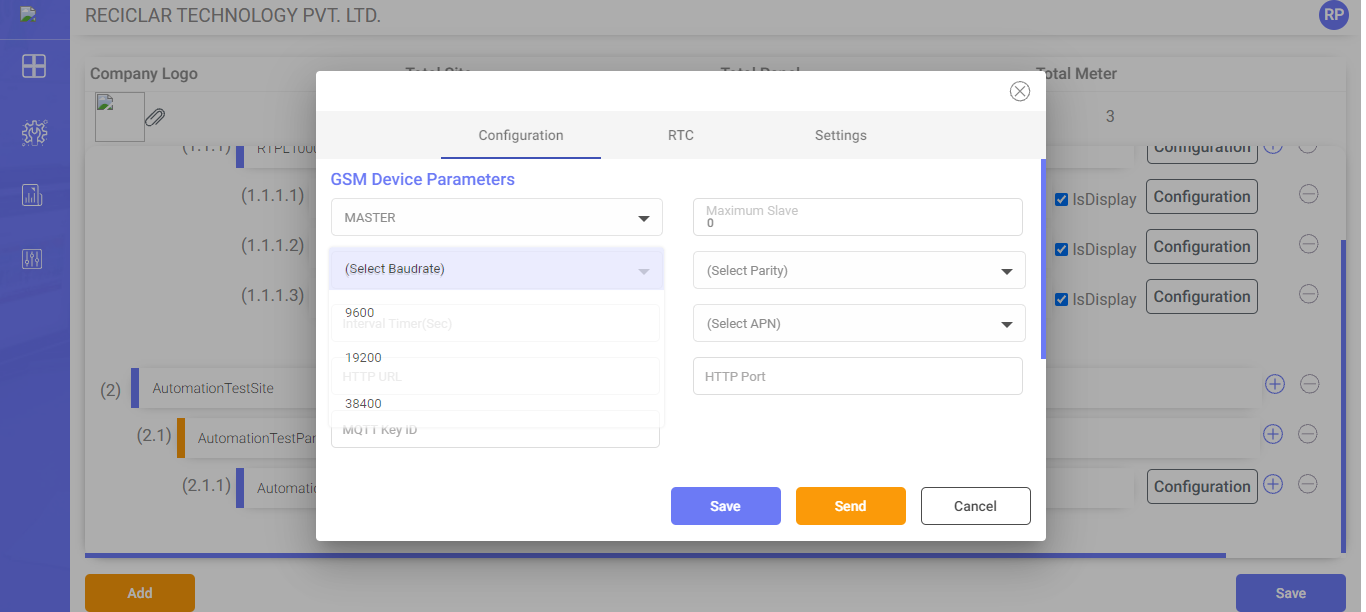 RECICLAR TECHNOLOGY PVT. LTD.
RP
Company Logo
Total Site
Total Panel
Total Meter
3
(1.1.1)
RTPL1000
Configuration
(1.1.1.1)
IsDisplay
Configuration
(1.1.1.2)
IsDisplay
Configuration
(1.1.1.3)
IsDisplay
Configuration
(2)
AutomationTestSite
(2.1)
AutomationTestPan
(2.1.1)
Automatio
Configuration
Add
Save
Configuration
RTC
Settings
GSM Device Parameters
MASTER
Maximum Slave
0
(Select Baudrate)
(Select Parity)
9600
Interval Timer(Sec)
(Select APN)
19200
HTTP URL
HTTP Port
38400
MQTT Key ID
Save
Send
Cancel